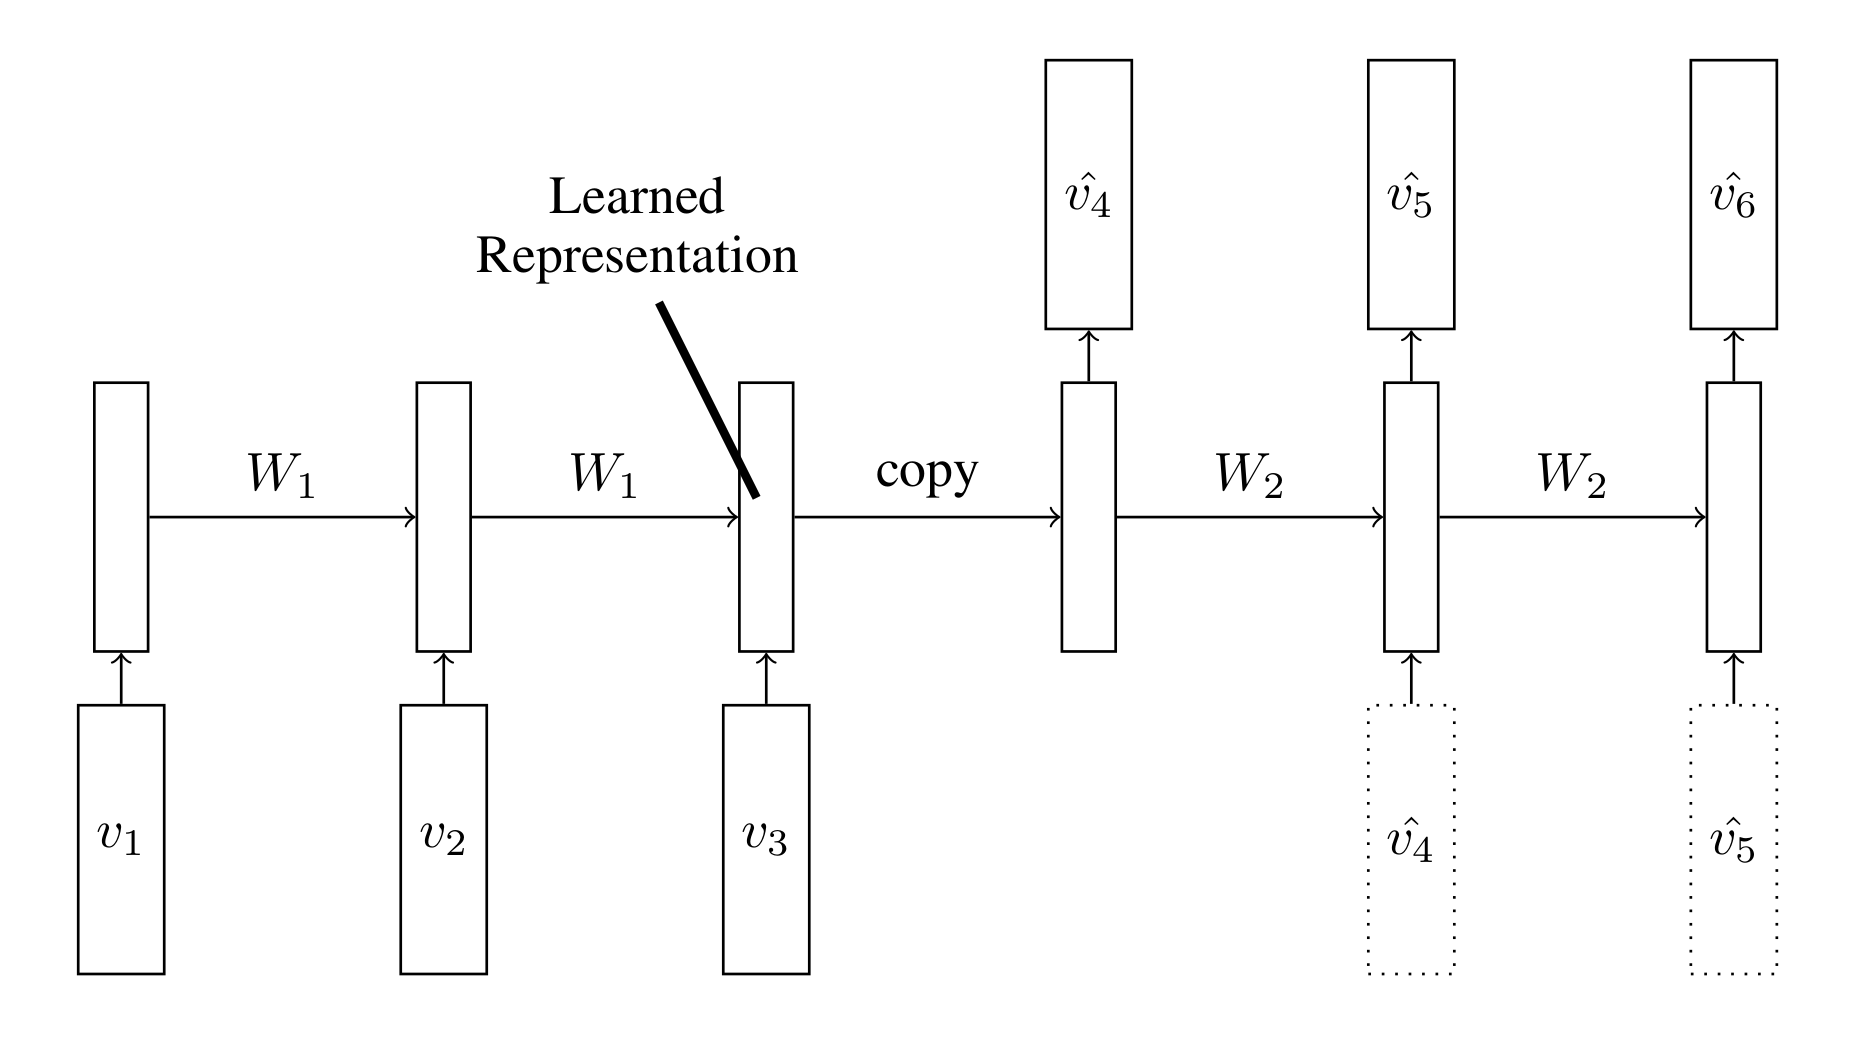 $\hat{v_4}$ $\hat{v_5}$ $\hat{v_6}$
Learned
Representation
$W_1$ $W_1$ copy $W_2$ $W_2$
$v_1$ $v_2$ $v_3$ $\hat{v_4}$ $\hat{v_5}$